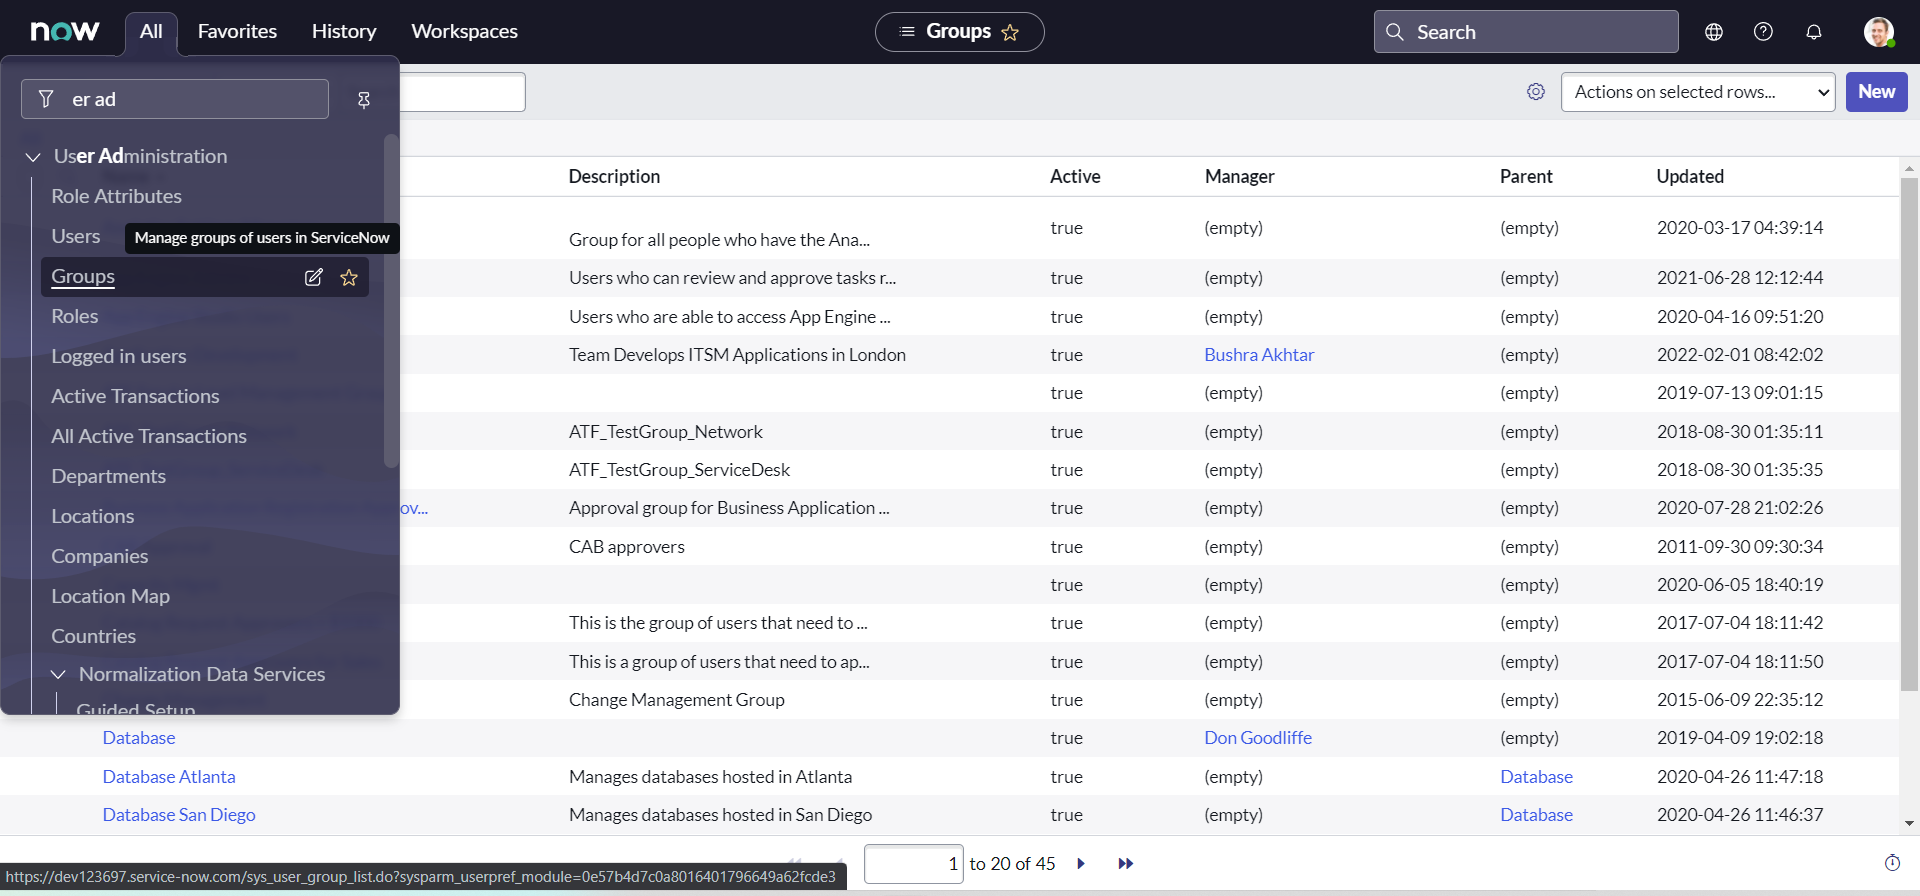 now All Favorites History Workspaces Groups Search
er ad
Actions on selected rows... New
User Administration
Role Attributes
Users
Manage groups of users in ServiceNow
Groups
Roles
Logged in users
Active Transactions
All Active Transactions
Departments
Locations
Companies
Location Map
Countries
Normalization Data Services
Guided Setup
Description Active Manager Parent Updated
Group for all people who have the Ana... true (empty) (empty) 2020-03-17 04:39:14
Users who can review and approve tasks r... true (empty) (empty) 2021-06-28 12:12:44
Users who are able to access App Engine ... true (empty) (empty) 2020-04-16 09:51:20
Team Develops ITSM Applications in London true Bushra Akhtar (empty) 2022-02-01 08:42:02
true (empty) (empty) 2019-07-13 09:01:15
ATF_TestGroup_Network true (empty) (empty) 2018-08-30 01:35:11
ATF_TestGroup_ServiceDesk true (empty) (empty) 2018-08-30 01:35:35
ov... Approval group for Business Application ... true (empty) (empty) 2020-07-28 21:02:26
CAB approvers true (empty) (empty) 2011-09-30 09:30:34
true (empty) (empty) 2020-06-05 18:40:19
This is the group of users that need to ... true (empty) (empty) 2017-07-04 18:11:42
This is a group of users that need to ap... true (empty) (empty) 2017-07-04 18:11:50
Change Management Group true (empty) (empty) 2015-06-09 22:35:12
Database true Don Goodliffe (empty) 2019-04-09 19:02:18
Database Atlanta Manages databases hosted in Atlanta true (empty) Database 2020-04-26 11:47:18
Database San Diego Manages databases hosted in San Diego true (empty) Database 2020-04-26 11:46:37
1 to 20 of 45
https://dev123697.service-now.com/sys_user_group_list.do?sysparm_userpref_module=0e57b4d7c0a8016401796649a62fcde3